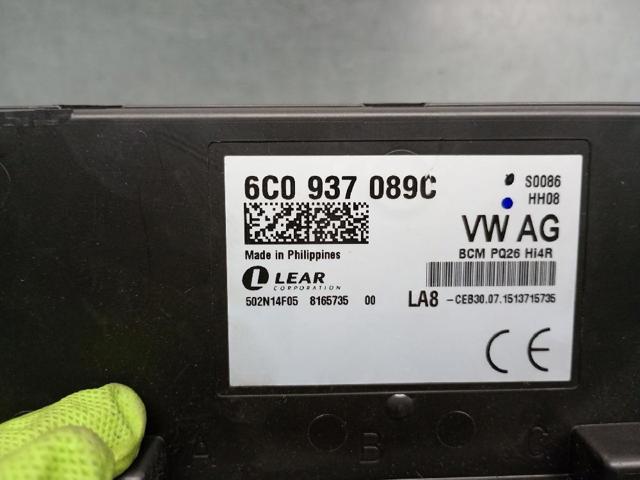 6C0 937 089C
S0086
HH08
VW AG
Made in Philippines
BCM PQ26 Hi4R
LEAR
CORPORATION
502N14F05 8165735 00
LA8 -CEB30.07.1513715735
CE
A B C